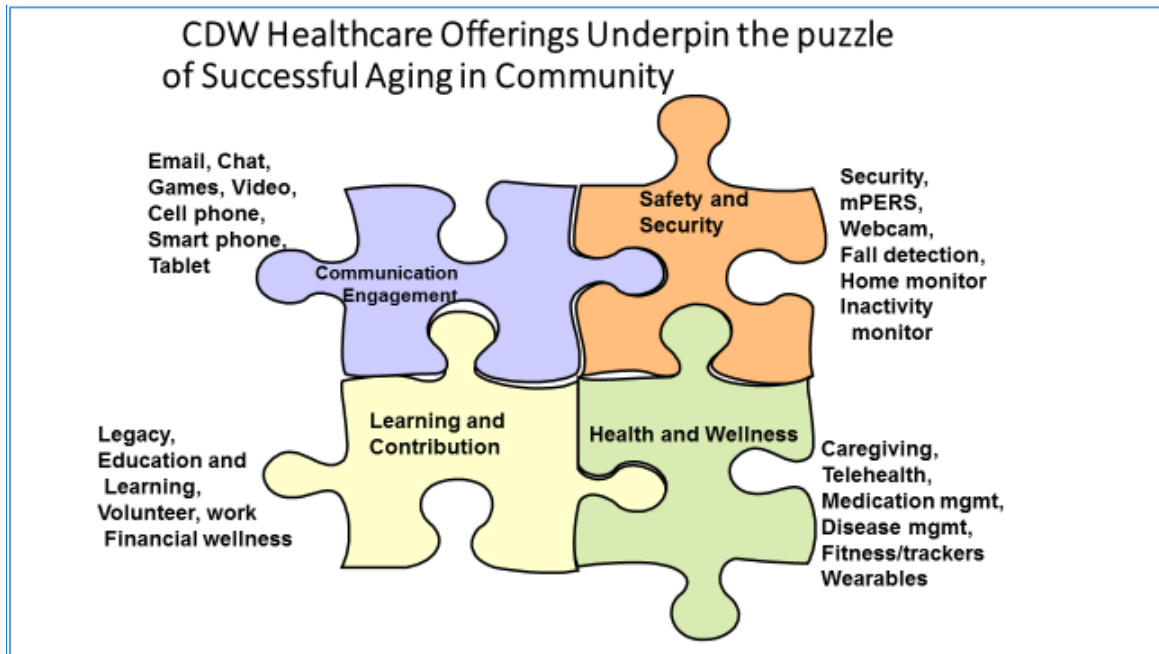 CDW Healthcare Offerings Underpin the puzzle
of Successful Aging in Community
Email, Chat,
Games, Video,
Cell phone,
Smart phone,
Tablet
Communication
Engagement
Safety and
Security
Security,
mPERS,
Webcam,
Fall detection,
Home monitor
Inactivity
monitor
Legacy,
Education and
Learning,
Volunteer, work
Financial wellness
Learning and
Contribution
Health and Wellness
Caregiving,
Telehealth,
Medication mgmt,
Disease mgmt,
Fitness/trackers
Wearables